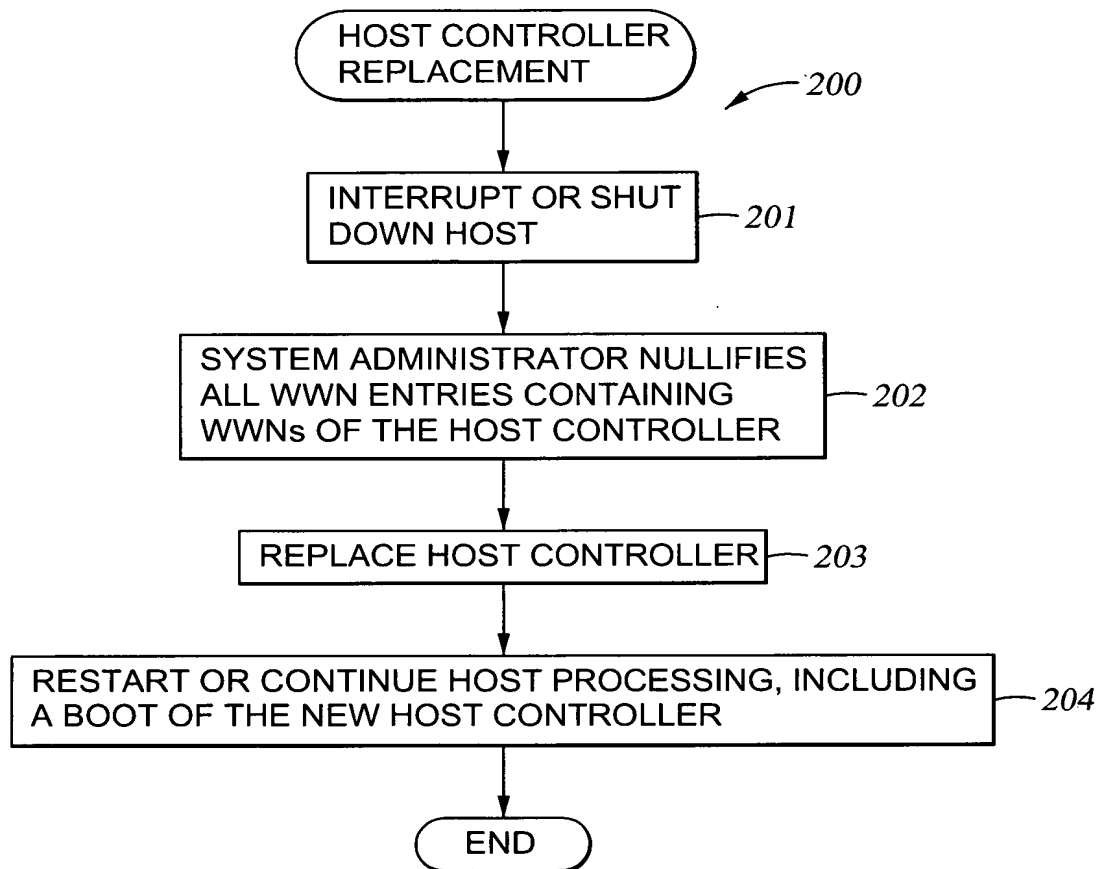 HOST CONTROLLER
REPLACEMENT
200
INTERRUPT OR SHUT
DOWN HOST
201
SYSTEM ADMINISTRATOR NULLIFIES
ALL WWN ENTRIES CONTAINING
WWNs OF THE HOST CONTROLLER
202
REPLACE HOST CONTROLLER
203
RESTART OR CONTINUE HOST PROCESSING, INCLUDING
A BOOT OF THE NEW HOST CONTROLLER
204
END